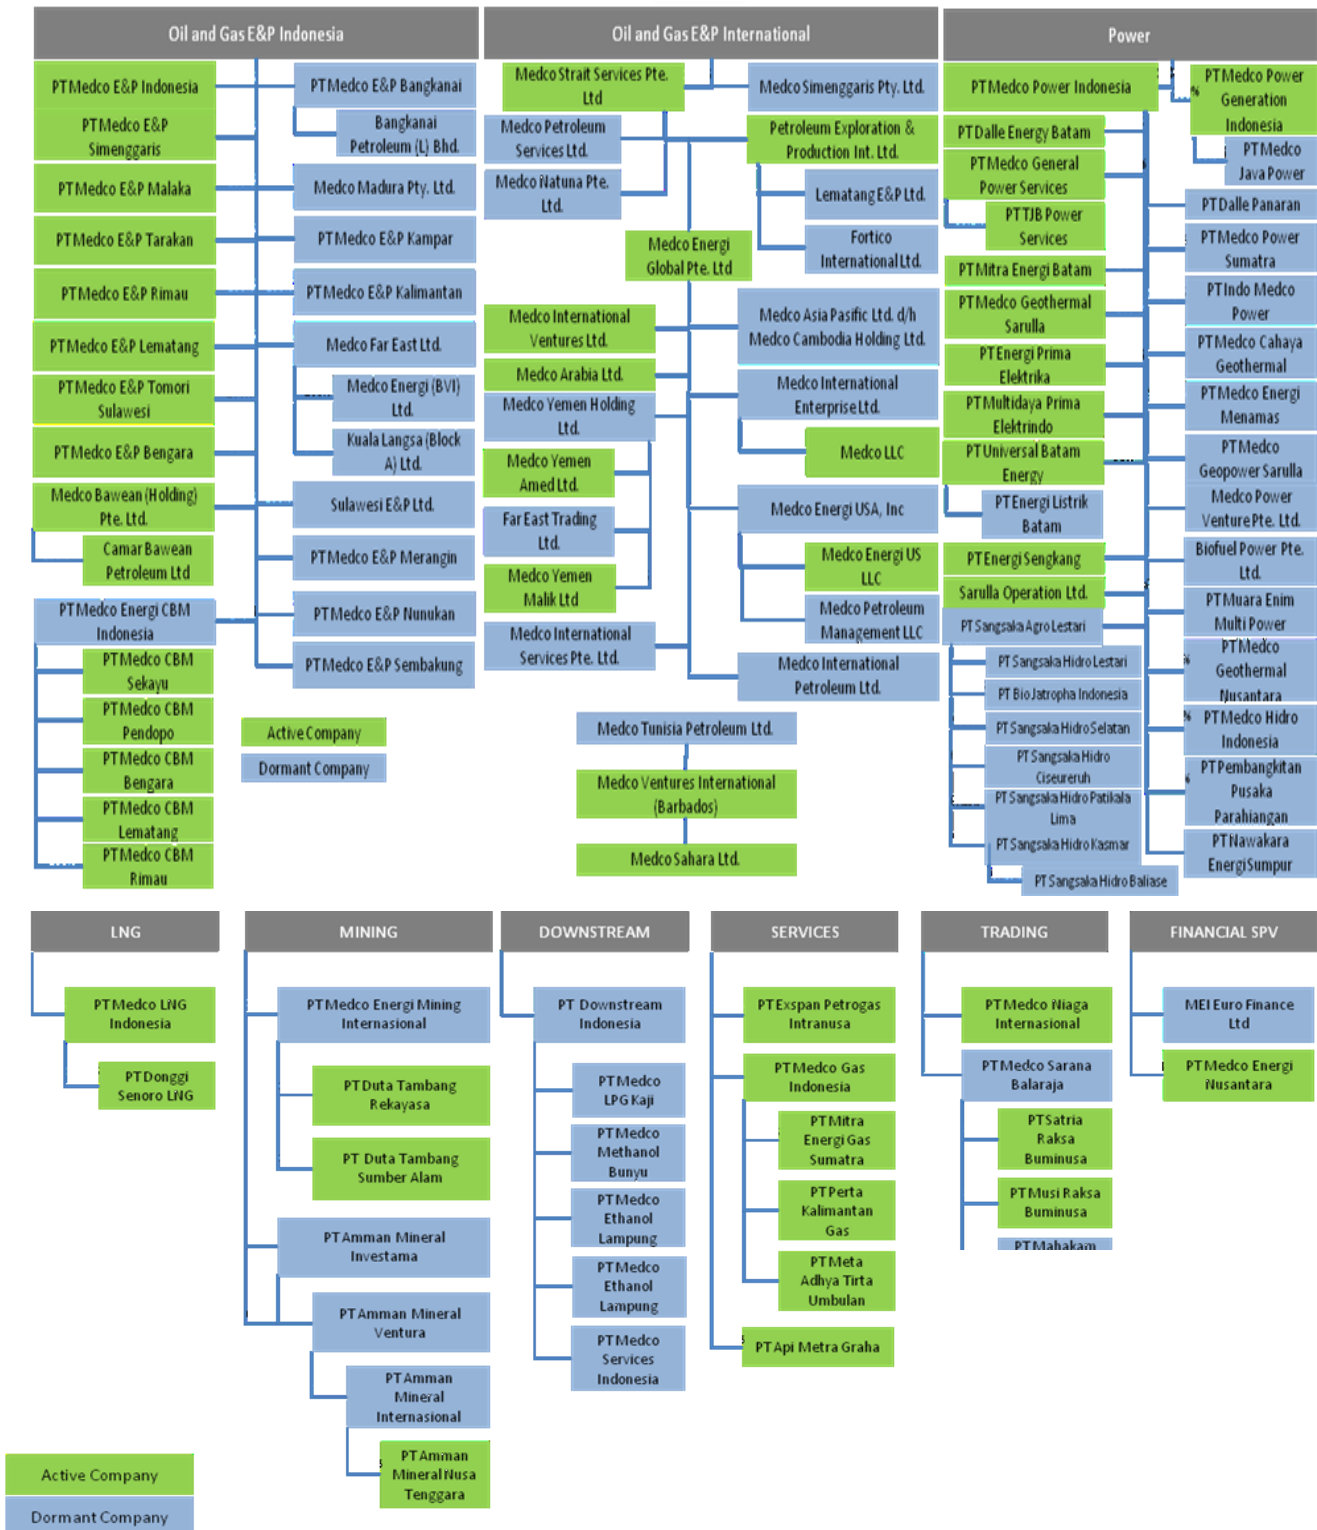 Oil and Gas E&P Indonesia
PT Medco E&P Indonesia
PT Medco E&P
Simenggaris
PT Medco E&P Malaka
PT Medco E&P Tarakan
PT Medco E&P Rimau
PT Medco E&P Lematang
PT Medco E&P Tomori
Sulawesi
PT Medco E&P Bengara
Medco Bawean (Holding)
Pte. Ltd.
Camar Bawean
Petroleum Ltd
PT Medco Energi CBM
Indonesia
PT Medco CBM
Sekayu
PT Medco CBM
Pendopo
PT Medco CBM
Bengara
PT Medco CBM
Lematang
PT Medco CBM
Rimau
PT Medco E&P Bangkanai
Bangkanai
Petroleum (L) Bhd.
Medco Madura Pty. Ltd.
PT Medco E&P Kampar
PT Medco E&P Kalimantan
Medco Far East Ltd.
Medco Energi (BVI)
Ltd.
Kuala Langsa (Block
A) Ltd.
Sulawesi E&P Ltd.
PT Medco E&P Merangin
PT Medco E&P Nunukan
PT Medco E&P Sembakung
Active Company
Dormant Company
Oil and Gas E&P International
Medco Strait Services Pte.
Ltd
Medco Petroleum
Services Ltd.
Medco Natuna Pte.
Ltd.
Medco Simenggaris Pty. Ltd.
Petroleum Exploration &
Production Int. Ltd.
Lematang E&P Ltd.
Fortico
International Ltd.
Medco Energi
Global Pte. Ltd
Medco International
Ventures Ltd.
Medco Arabia Ltd.
Medco Yemen Holding
Ltd.
Medco Yemen
Amed Ltd.
Far East Trading
Ltd.
Medco Yemen
Malik Ltd
Medco International
Services Pte. Ltd.
Medco Asia Pasific Ltd. d/h
Medco Cambodia Holding Ltd.
Medco International
Enterprise Ltd.
Medco LLC
Medco Energi USA, Inc
Medco Energi US
LLC
Medco Petroleum
Management LLC
Medco International
Petroleum Ltd.
Medco Tunisia Petroleum Ltd.
Medco Ventures International
(Barbados)
Medco Sahara Ltd.
Power
PT Medco Power Indonesia
PT Dalle Energy Batam
PT Medco General
Power Services
PT TJB Power
Services
PT Mitra Energi Batam
PT Medco Geothermal
Sarulla
PT Energi Prima
Elektrika
PT Multidaya Prima
Elektrindo
PT Universal Batam
Energy
PT Energi Listrik
Batam
PT Energi Sengkang
Sarulla Operation Ltd.
PT Sangsaka Agro Lestari
PT Sangsaka Hidro Lestari
PT Bio Jatropha Indonesia
PT Sangsaka Hidro Selatan
PT Sangsaka Hidro
Ciseureruh
PT Sangsaka Hidro Patikala
Lima
PT Sangsaka Hidro Kasmar
PT Sangsaka Hidro Baliase
%
PT Medco Power
Generation
Indonesia
PT Medco
Java Power
PT Dalle Panaran
PT Medco Power
Sumatra
PT Indo Medco
Power
PT Medco Cahaya
Geothermal
PT Medco Energi
Menamas
PT Medco
Geopower Sarulla
Medco Power
Venture Pte. Ltd.
Biofuel Power Pte.
Ltd.
PT Muara Enim
Multi Power
%
PT Medco
Geothermal
Nusantara
%
PT Medco Hidro
Indonesia
%
PT Pembangkitan
Pusaka
Parahiangan
PT Nawakara
Energi Sumpur
LNG
PT Medco LNG
Indonesia
PT Donggi
Senoro LNG
MINING
PT Medco Energi Mining
Internasional
PT Duta Tambang
Rekayasa
PT Duta Tambang
Sumber Alam
PT Amman Mineral
Investama
PT Amman Mineral
Ventura
PT Amman
Mineral
Internasional
PT Amman
Mineral Nusa
Tenggara
DOWNSTREAM
PT Downstream
Indonesia
PT Medco
LPG Kaji
PT Medco
Methanol
Bunyu
PT Medco
Ethanol
Lampung
PT Medco
Ethanol
Lampung
PT Medco
Services
Indonesia
SERVICES
PT Exspan Petrogas
Intranusa
PT Medco Gas
Indonesia
PT Mitra
Energi Gas
Sumatra
PT Perta
Kalimantan
Gas
PT Meta
Adhya Tirta
Umbulan
PT Api Metra Graha
TRADING
PT Medco Niaga
Internasional
PT Medco Sarana
Balaraja
PT Satria
Raksa
Buminusa
PT Musi Raksa
Buminusa
PT Mahakam
FINANCIAL SPV
MEI Euro Finance
Ltd
PT Medco Energi
Nusantara
Active Company
Dormant Company